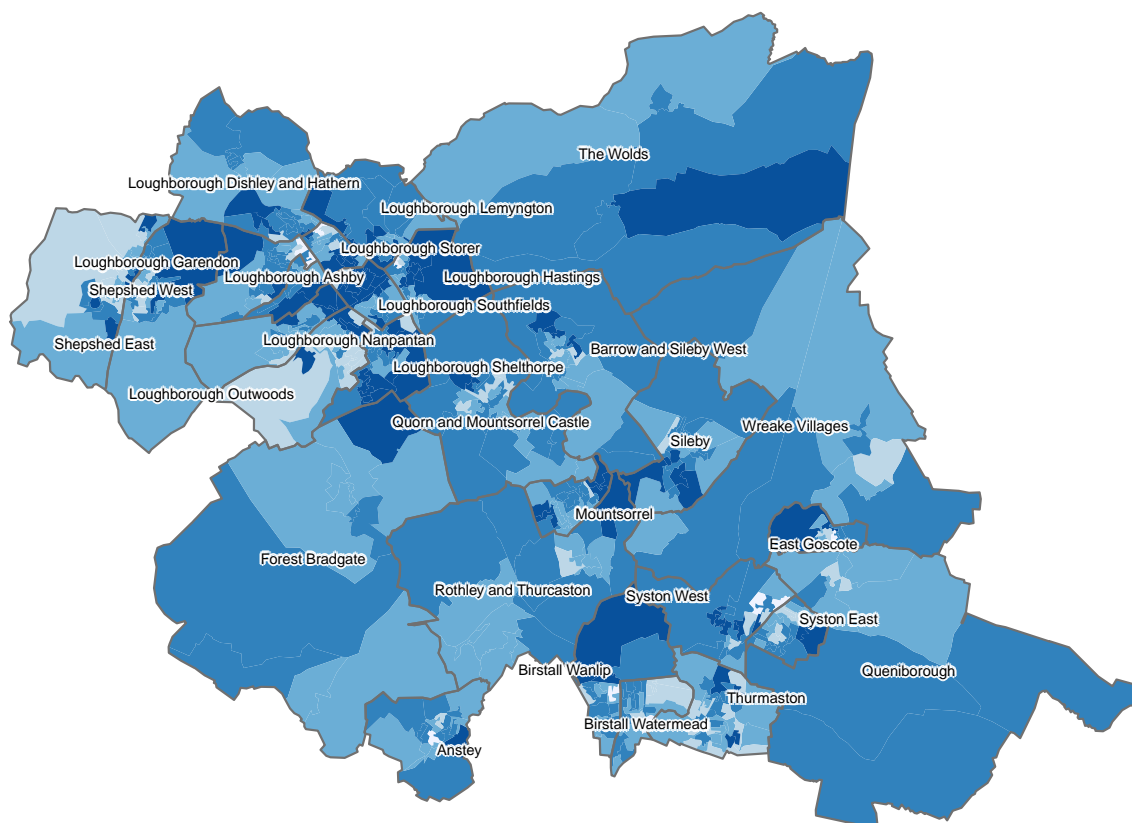 The Wolds
Loughborough Dishley and Hathern
Loughborough Lemyngton
Loughborough Storer
Loughborough Garendon
Loughborough Ashby
Loughborough Hastings
Shepshed West
Loughborough Southfields
Shepshed East
Loughborough Nanpantan
Barrow and Sileby West
Loughborough Shelthorpe
Loughborough Outwoods
Quorn and Mountsorrel Castle
Wreake Villages
Sileby
Mountsorrel
East Goscote
Forest Bradgate
Rothley and Thurcaston
Syston West
Syston East
Birstall Wanlip
Queniborough
Thurmaston
Birstall Watermead
Anstey